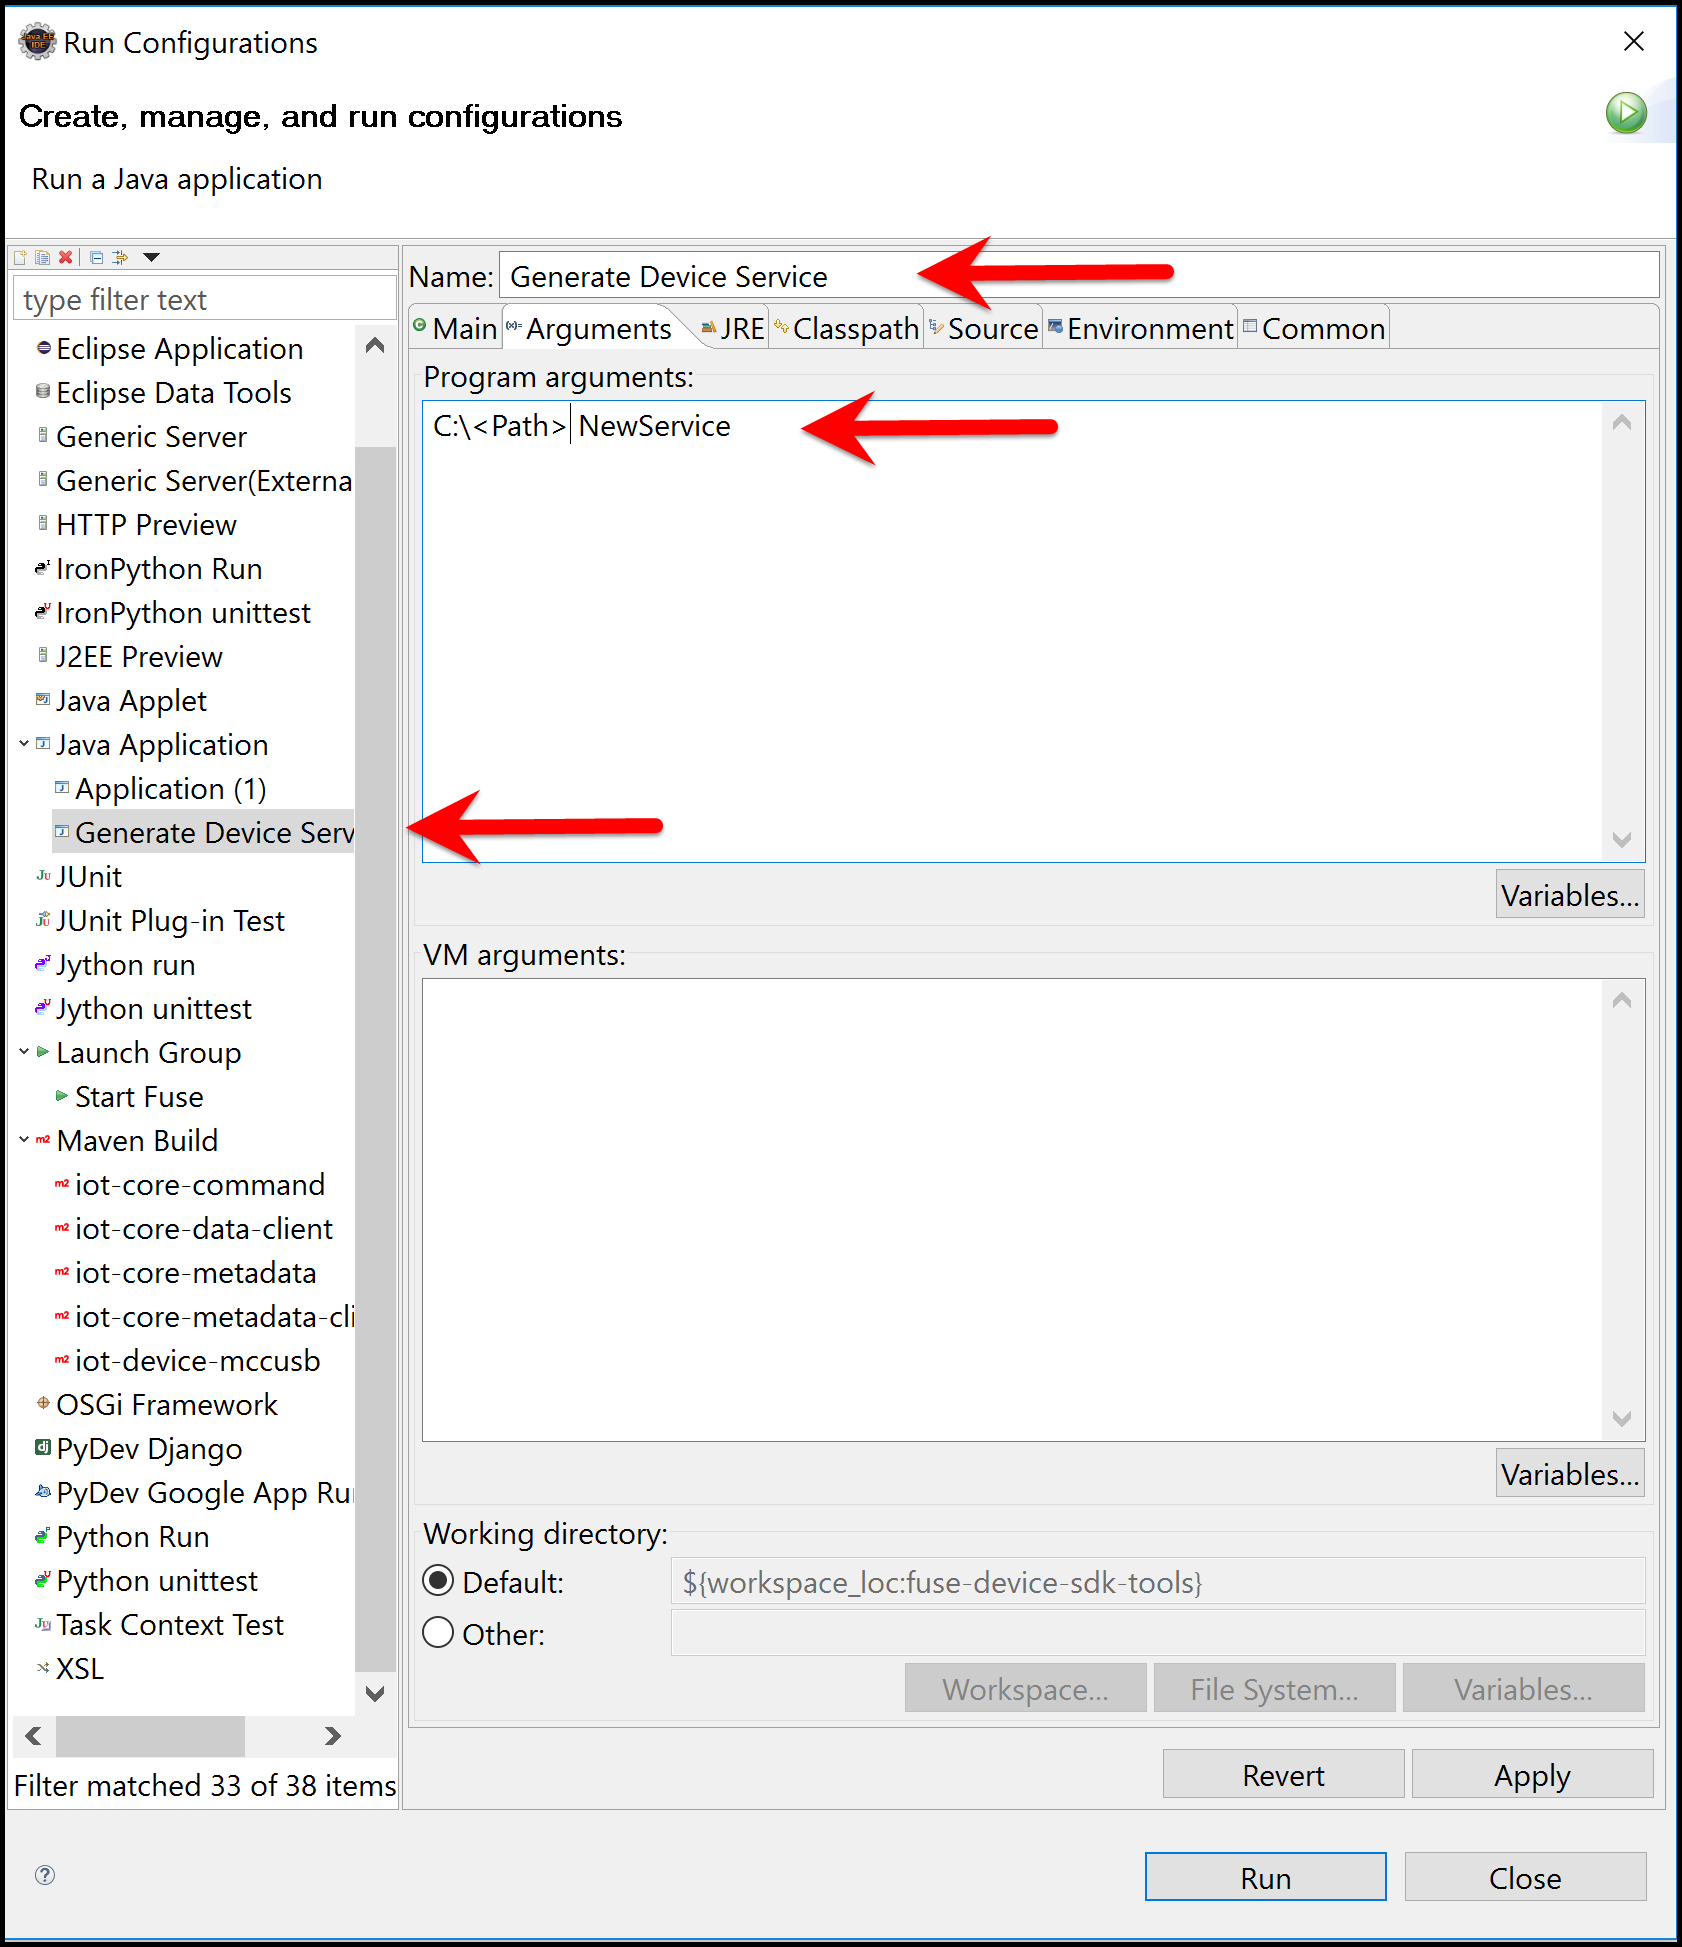 Run Configurations
Create, manage, and run configurations
Run a Java application
type filter text
Eclipse Application
Eclipse Data Tools
Generic Server
Generic Server(Externa
HTTP Preview
IronPython Run
IronPython unittest
J2EE Preview
Java Applet
Java Application
Application (1)
Generate Device Serv
JUnit
JUnit Plug-in Test
Jython run
Jython unittest
Launch Group
Start Fuse
Maven Build
iot-core-command
iot-core-data-client
iot-core-metadata
iot-core-metadata-cli
iot-device-mccusb
OSGi Framework
PyDev Django
PyDev Google App Ru
Python Run
Python unittest
Task Context Test
XSL
Filter matched 33 of 38 items
Name: Generate Device Service
Main Arguments JRE Classpath Source Environment Common
Program arguments:
C:\<Path> NewService
Variables...
VM arguments:
Variables...
Working directory:
Default: ${workspace_loc:fuse-device-sdk-tools}
Other:
Workspace... File System... Variables...
Revert Apply
Run Close